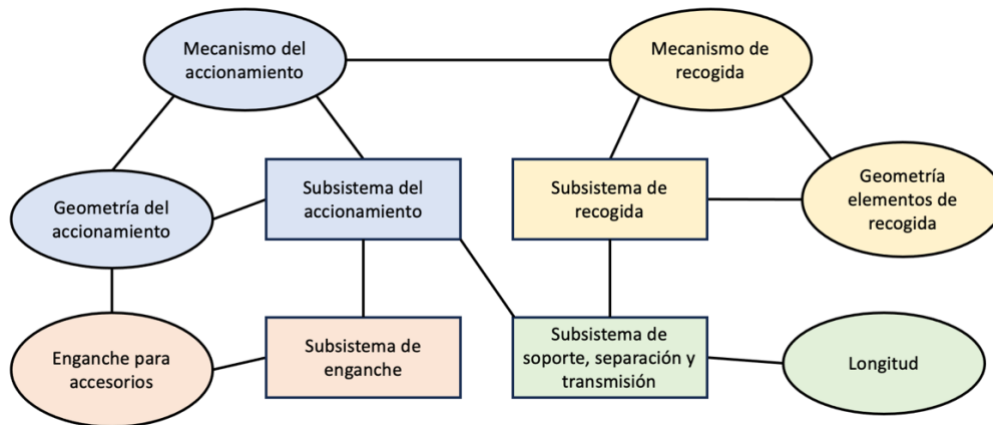 Mecanismo del
accionamiento
Mecanismo de
recogida
Geometría del
accionamiento
Subsistema del
accionamiento
Subsistema de
recogida
Geometría
elementos de
recogida
Enganche para
accesorios
Subsistema de
enganche
Subsistema de
soporte, separación y
transmisión
Longitud